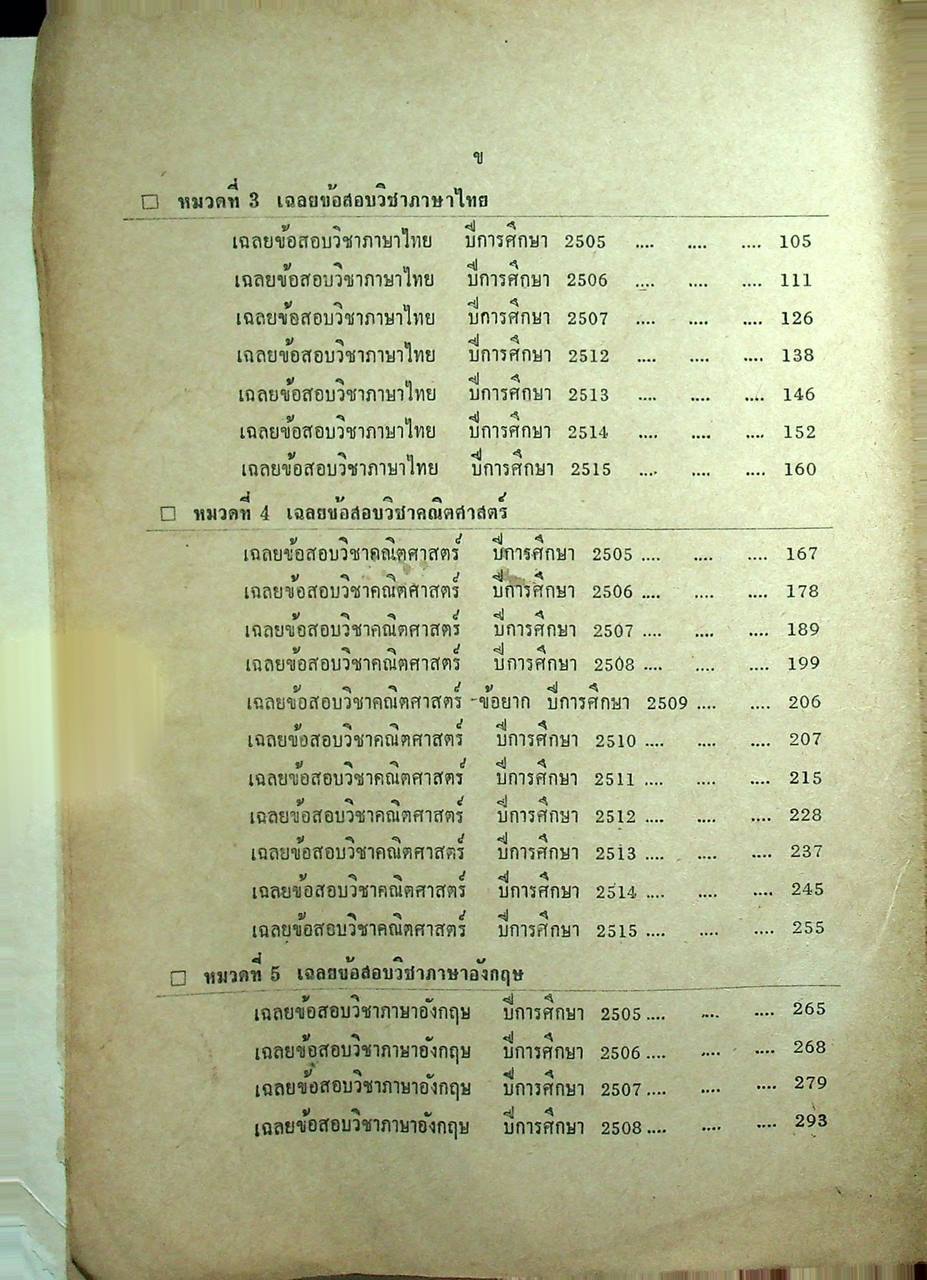 ข
□ หมวดที่ 3 เฉลยข้อสอบวิชาภาษาไทย
เฉลยข้อสอบวิชาภาษาไทย ปีการศึกษา 2505 .... .... .... 105
เฉลยข้อสอบวิชาภาษาไทย ปีการศึกษา 2506 .... .... .... 111
เฉลยข้อสอบวิชาภาษาไทย ปีการศึกษา 2507 .... .... .... 126
เฉลยข้อสอบวิชาภาษาไทย ปีการศึกษา 2512 .... .... .... 138
เฉลยข้อสอบวิชาภาษาไทย ปีการศึกษา 2513 .... .... .... 146
เฉลยข้อสอบวิชาภาษาไทย ปีการศึกษา 2514 .... .... .... 152
เฉลยข้อสอบวิชาภาษาไทย ปีการศึกษา 2515 .... .... .... 160
□ หมวดที่ 4 เฉลยข้อสอบวิชาคณิตศาสตร์
เฉลยข้อสอบวิชาคณิตศาสตร์ ปีการศึกษา 2505 .... .... .... 167
เฉลยข้อสอบวิชาคณิตศาสตร์ ปีการศึกษา 2506 .... .... .... 178
เฉลยข้อสอบวิชาคณิตศาสตร์ ปีการศึกษา 2507 .... .... .... 189
เฉลยข้อสอบวิชาคณิตศาสตร์ ปีการศึกษา 2508 .... .... .... 199
เฉลยข้อสอบวิชาคณิตศาสตร์ -ข้อยาก ปีการศึกษา 2509 .... .... 206
เฉลยข้อสอบวิชาคณิตศาสตร์ ปีการศึกษา 2510 .... .... .... 207
เฉลยข้อสอบวิชาคณิตศาสตร์ ปีการศึกษา 2511 .... .... .... 215
เฉลยข้อสอบวิชาคณิตศาสตร์ ปีการศึกษา 2512 .... .... .... 228
เฉลยข้อสอบวิชาคณิตศาสตร์ ปีการศึกษา 2513 .... .... .... 237
เฉลยข้อสอบวิชาคณิตศาสตร์ ปีการศึกษา 2514 .... .... .... 245
เฉลยข้อสอบวิชาคณิตศาสตร์ ปีการศึกษา 2515 .... .... .... 255
□ หมวดที่ 5 เฉลยข้อสอบวิชาภาษาอังกฤษ
เฉลยข้อสอบวิชาภาษาอังกฤษ ปีการศึกษา 2505 .... .... .... 265
เฉลยข้อสอบวิชาภาษาอังกฤษ ปีการศึกษา 2506 .... .... .... 268
เฉลยข้อสอบวิชาภาษาอังกฤษ ปีการศึกษา 2507 .... .... .... 279
เฉลยข้อสอบวิชาภาษาอังกฤษ ปีการศึกษา 2508 .... .... .... 293